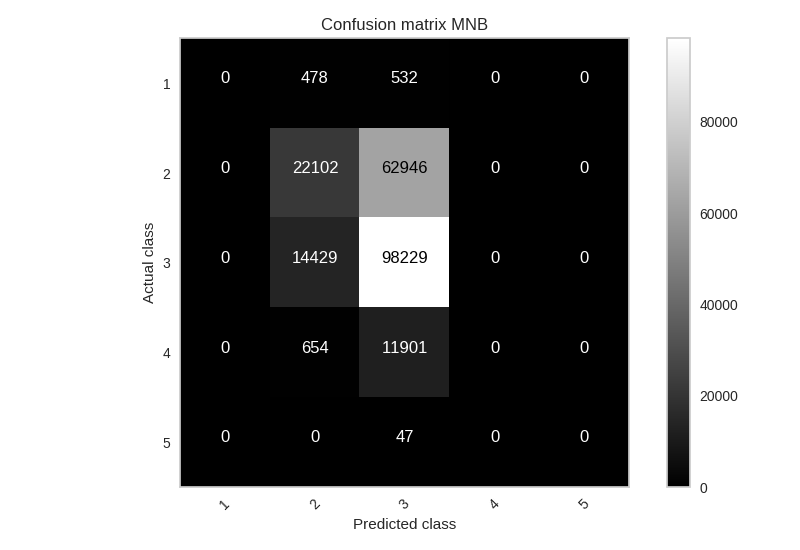 Confusion matrix MNB
1 0 478 532 0 0
2 0 22102 62946 0 0
3 0 14429 98229 0 0
4 0 654 11901 0 0
5 0 0 47 0 0
1 2 3 4 5
Actual class
Predicted class
80000
60000
40000
20000
0